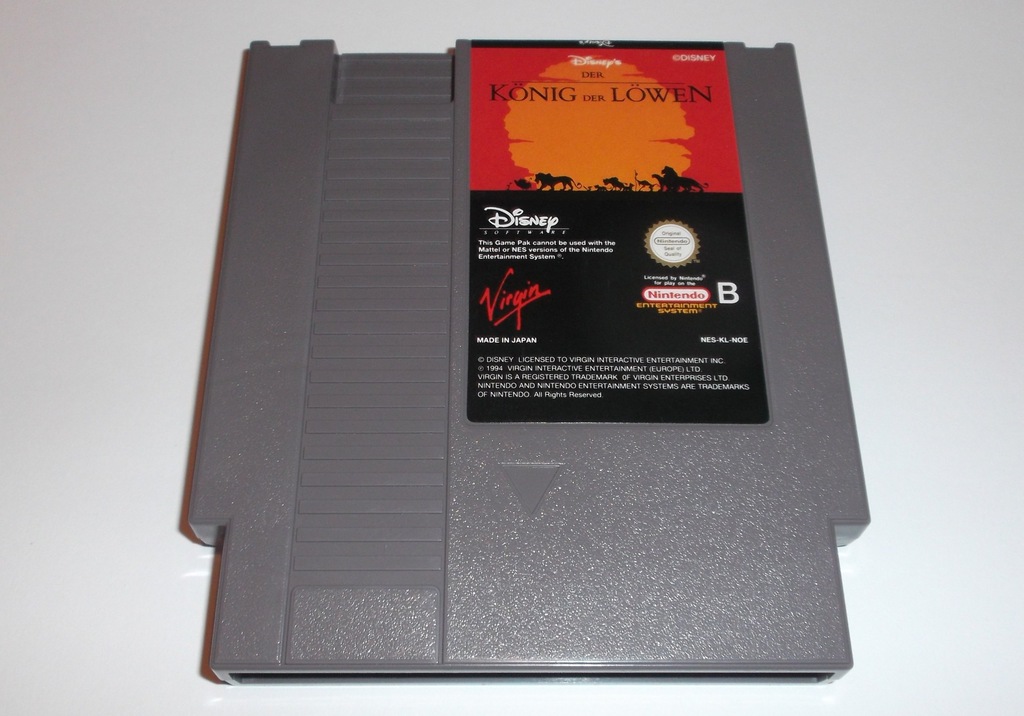 Disney's
©DISNEY
DER
KÖNIG DER LÖWEN
Disney
SOFTWARE
This Game Pak cannot be used with the
Mattel or NES versions of the Nintendo
Entertainment System ®.
Original
Nintendo
Seal of
Quality
Licensed by Nintendo®
for play on the
Nintendo
ENTERTAINMENT
SYSTEM®
B
Virgin
MADE IN JAPAN
NES-KL-NOE
© DISNEY LICENSED TO VIRGIN INTERACTIVE ENTERTAINMENT INC.
℗ 1994 VIRGIN INTERACTIVE ENTERTAINMENT (EUROPE) LTD.
VIRGIN IS A REGISTERED TRADEMARK OF VIRGIN ENTERPRISES LTD.
NINTENDO AND NINTENDO ENTERTAINMENT SYSTEMS ARE TRADEMARKS
OF NINTENDO. All Rights Reserved.